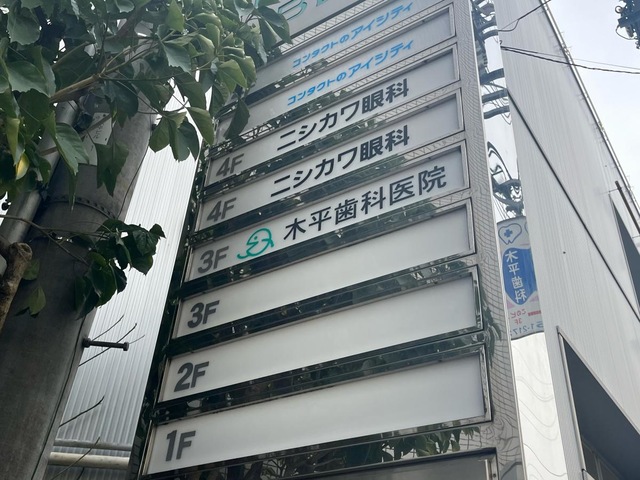 コンタクトのアイシティ
コンタクトのアイシティ
4F ニシカワ眼科
4F ニシカワ眼科
3F 木平歯科医院
3F
2F
1F
木平歯科